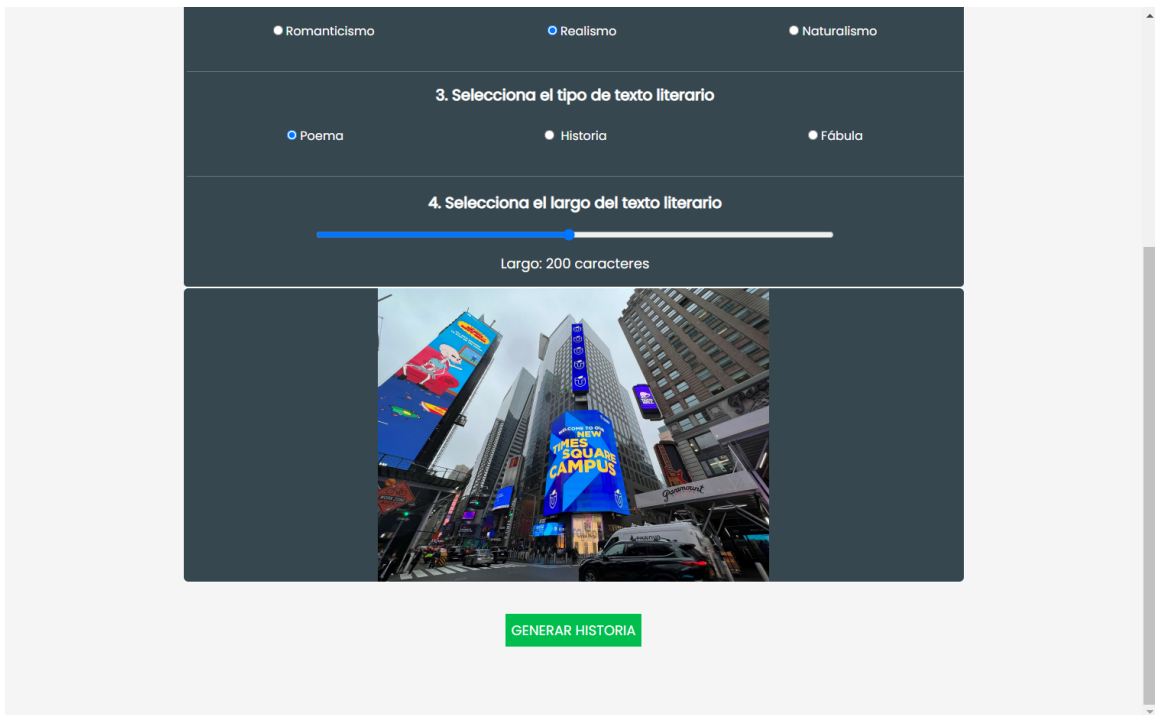 Romanticismo
Realismo
Naturalismo
3. Selecciona el tipo de texto literario
Poema
Historia
Fábula
4. Selecciona el largo del texto literario
Largo: 200 caracteres
WELCOME TO OUR
NEW
TIMES
SQUARE
CAMPUS
Paramount
GENERAR HISTORIA